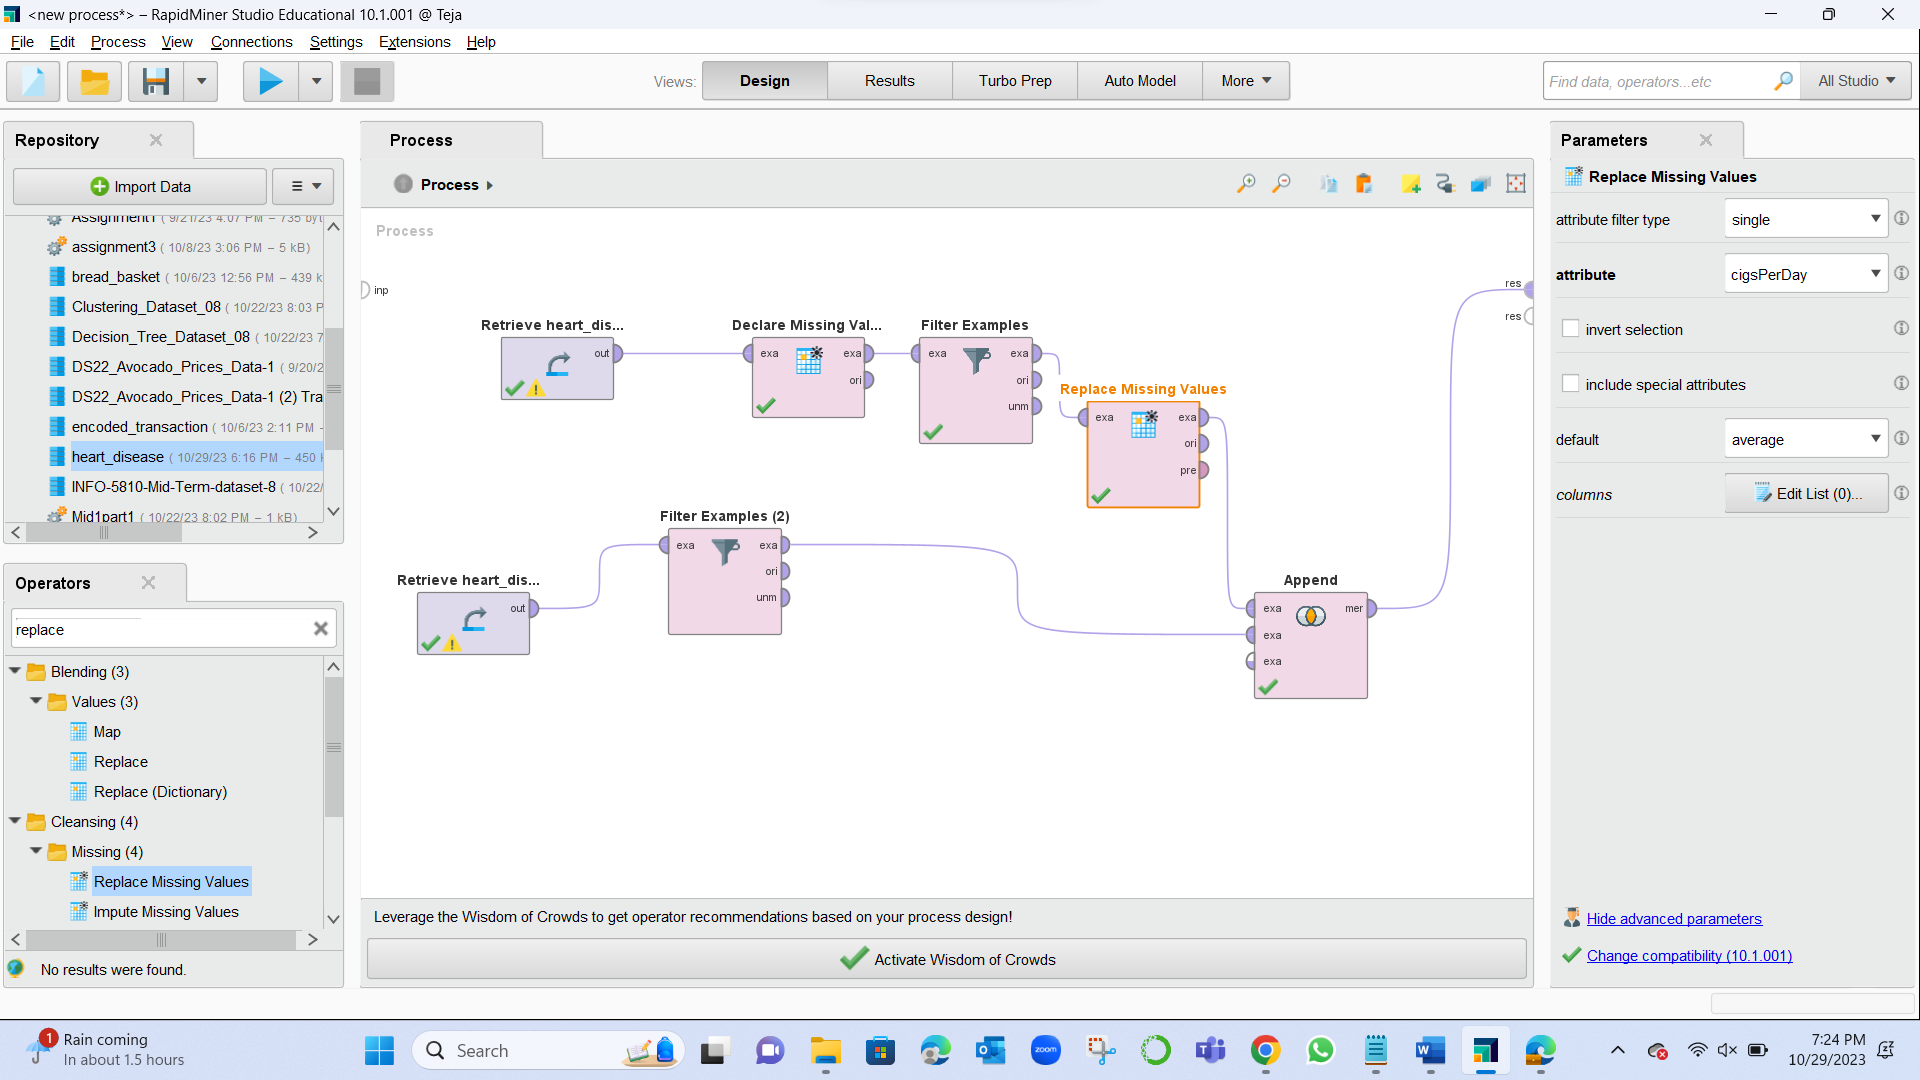 <new process*> – RapidMiner Studio Educational 10.1.001 @ Teja
File Edit Process View Connections Settings Extensions Help
Views: Design Results Turbo Prep Auto Model More
Find data, operators...etc
All Studio
Repository
Import Data
Assignment1 ( 9/21/23 4:07 PM – 735 byt
assignment3 ( 10/8/23 3:06 PM – 5 kB)
bread_basket ( 10/6/23 12:56 PM – 439 k
Clustering_Dataset_08 ( 10/22/23 8:03 P
Decision_Tree_Dataset_08 ( 10/22/23 7
DS22_Avocado_Prices_Data-1 ( 9/20/2
DS22_Avocado_Prices_Data-1 (2) Tra
encoded_transaction ( 10/6/23 2:11 PM -
heart_disease ( 10/29/23 6:16 PM – 450 k
INFO-5810-Mid-Term-dataset-8 ( 10/22/
Mid1part1 ( 10/22/23 8:02 PM – 1 kB)
Operators
replace
Blending (3)
Values (3)
Map
Replace
Replace (Dictionary)
Cleansing (4)
Missing (4)
Replace Missing Values
Impute Missing Values
No results were found.
Process
Process
Process
inp
res
res
Retrieve heart_dis...
out
Declare Missing Val...
exa exa
ori
Filter Examples
exa exa
ori
unm
Replace Missing Values
exa exa
ori
pre
Filter Examples (2)
exa exa
ori
unm
Retrieve heart_dis...
out
Append
exa mer
exa
exa
Leverage the Wisdom of Crowds to get operator recommendations based on your process design!
Activate Wisdom of Crowds
Parameters
Replace Missing Values
attribute filter type single
attribute cigsPerDay
invert selection
include special attributes
default average
columns Edit List (0)...
Hide advanced parameters
Change compatibility (10.1.001)
1
Rain coming
In about 1.5 hours
Search
zoom
7:24 PM
10/29/2023